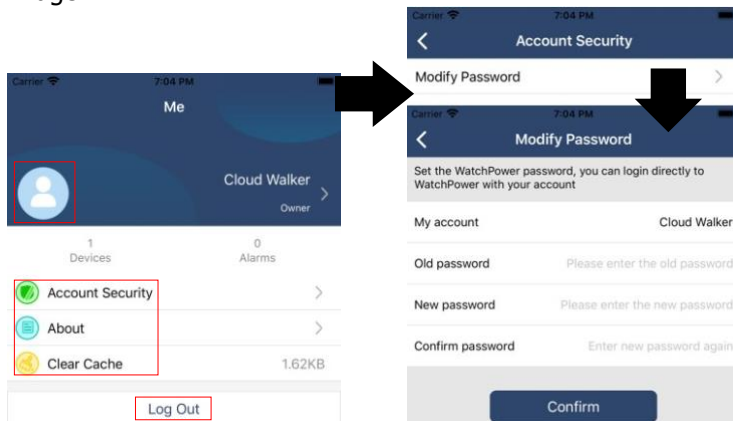 Carrier 7:04 PM
Me
Cloud Walker
Owner
1
Devices
0
Alarms
Account Security
About
Clear Cache 1.62KB
Log Out
Carrier 7:04 PM
Account Security
Modify Password
Carrier 7:04 PM
Modify Password
Set the WatchPower password, you can login directly to
WatchPower with your account
My account Cloud Walker
Old password Please enter the old password
New password Please enter the new password
Confirm password Enter new password again
Confirm